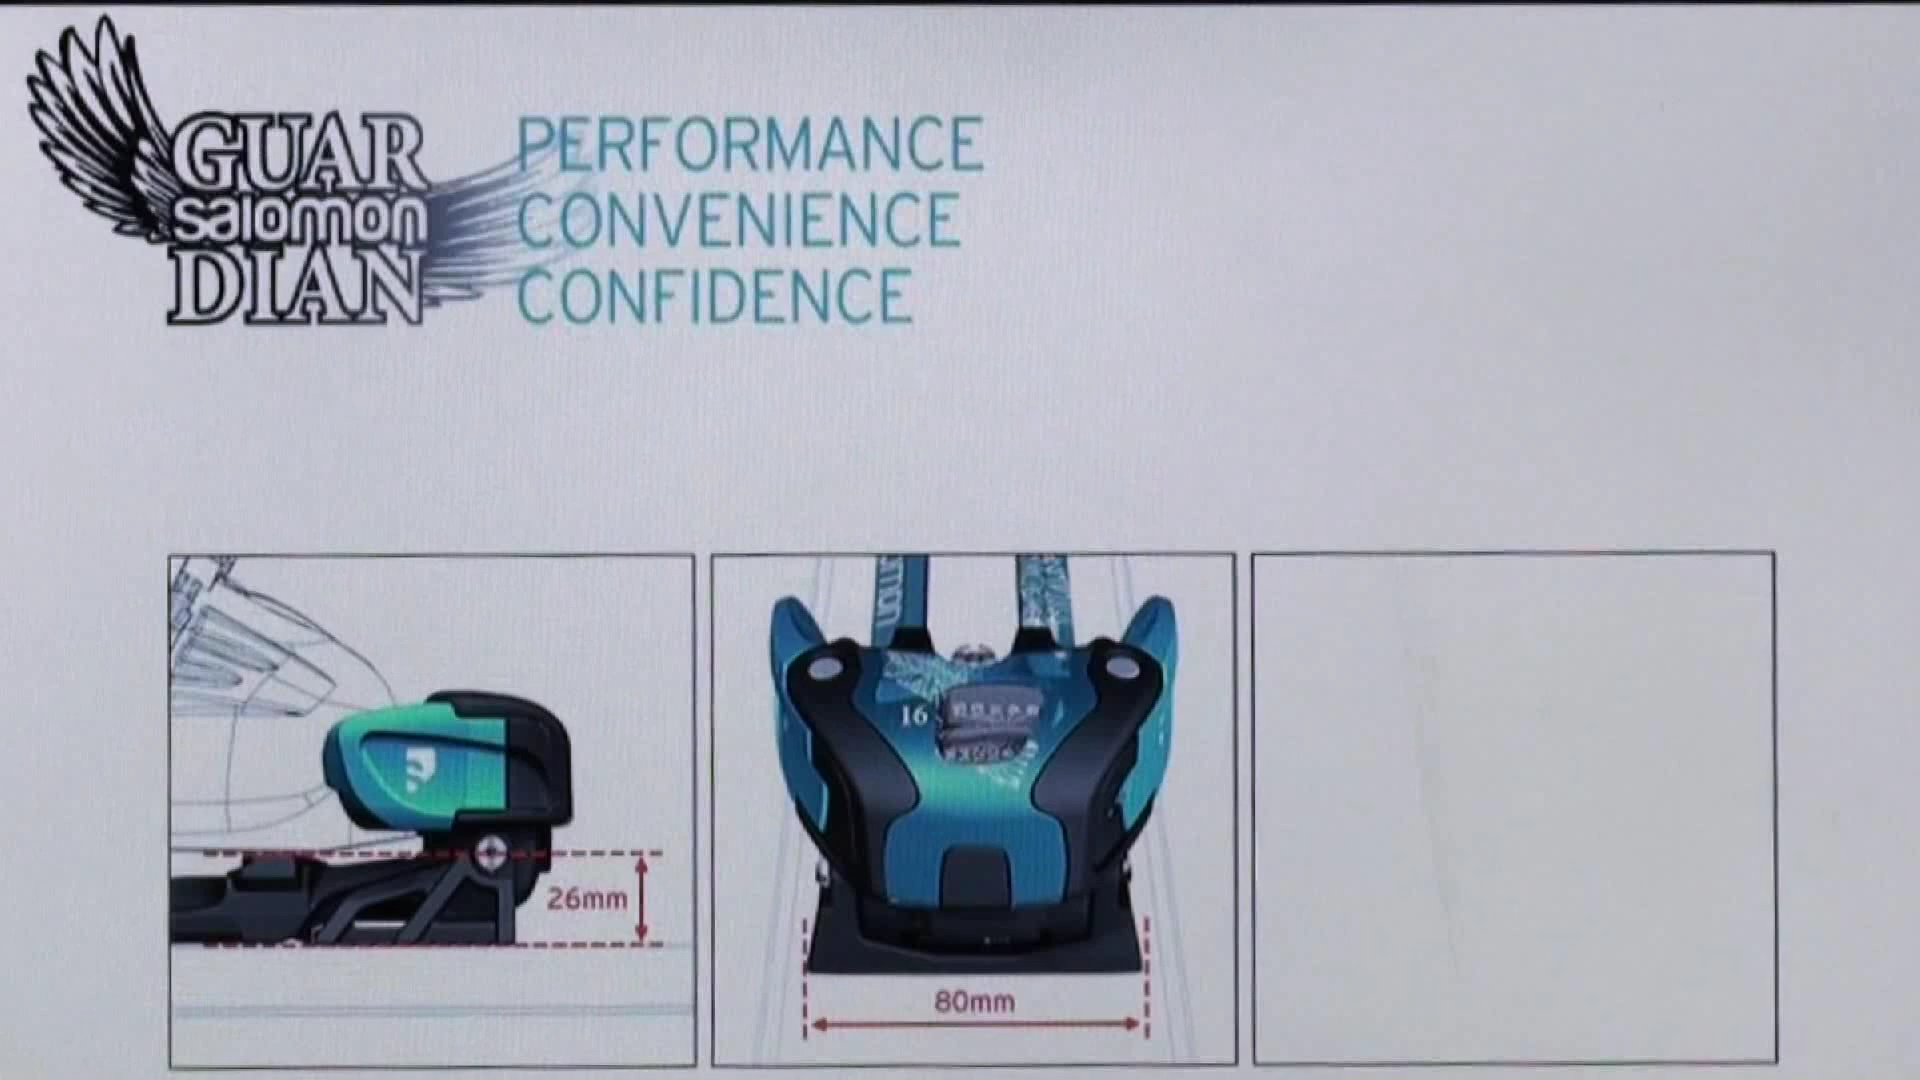 GUAR
salomon
DIAN
PERFORMANCE
CONVENIENCE
CONFIDENCE
26mm
16
80mm